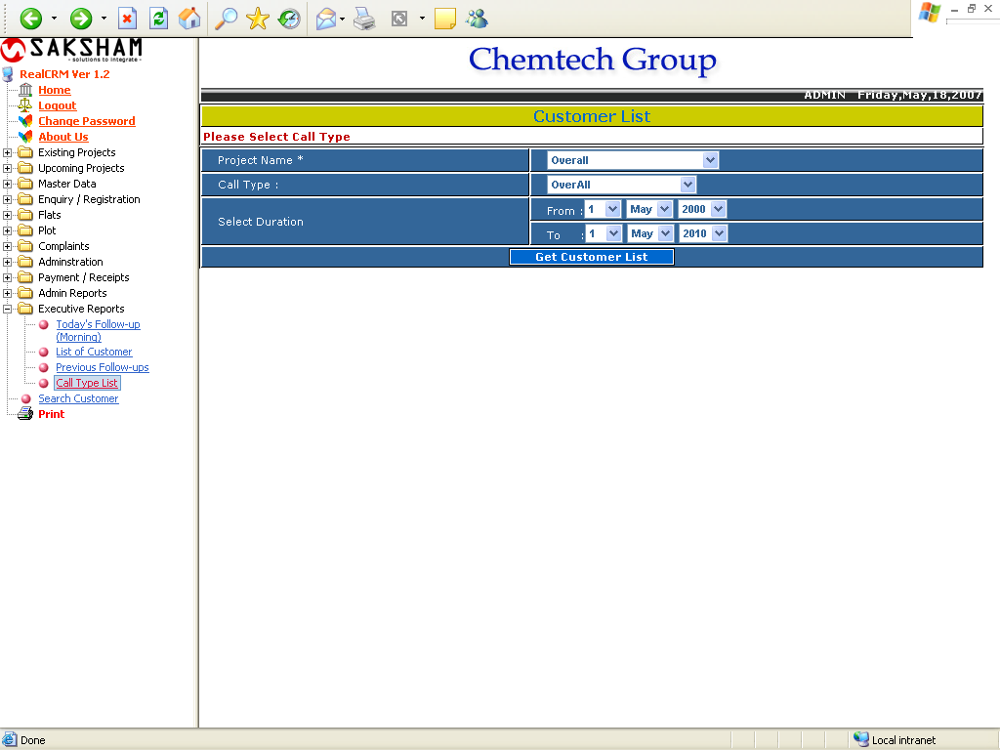 SAKSHAM
- solutions to integrate -
RealCRM Ver 1.2
Home
Logout
Change Password
About Us
Existing Projects
Upcoming Projects
Master Data
Enquiry / Registration
Flats
Plot
Complaints
Adminstration
Payment / Receipts
Admin Reports
Executive Reports
Today's Follow-up
(Morning)
List of Customer
Previous Follow-ups
Call Type List
Search Customer
Print
Chemtech Group
ADMIN Friday,May,18,2007
Customer List
Please Select Call Type
Project Name * Overall
Call Type : OverAll
Select Duration
From : 1 May 2000
To : 1 May 2010
Get Customer List
Done
Local intranet